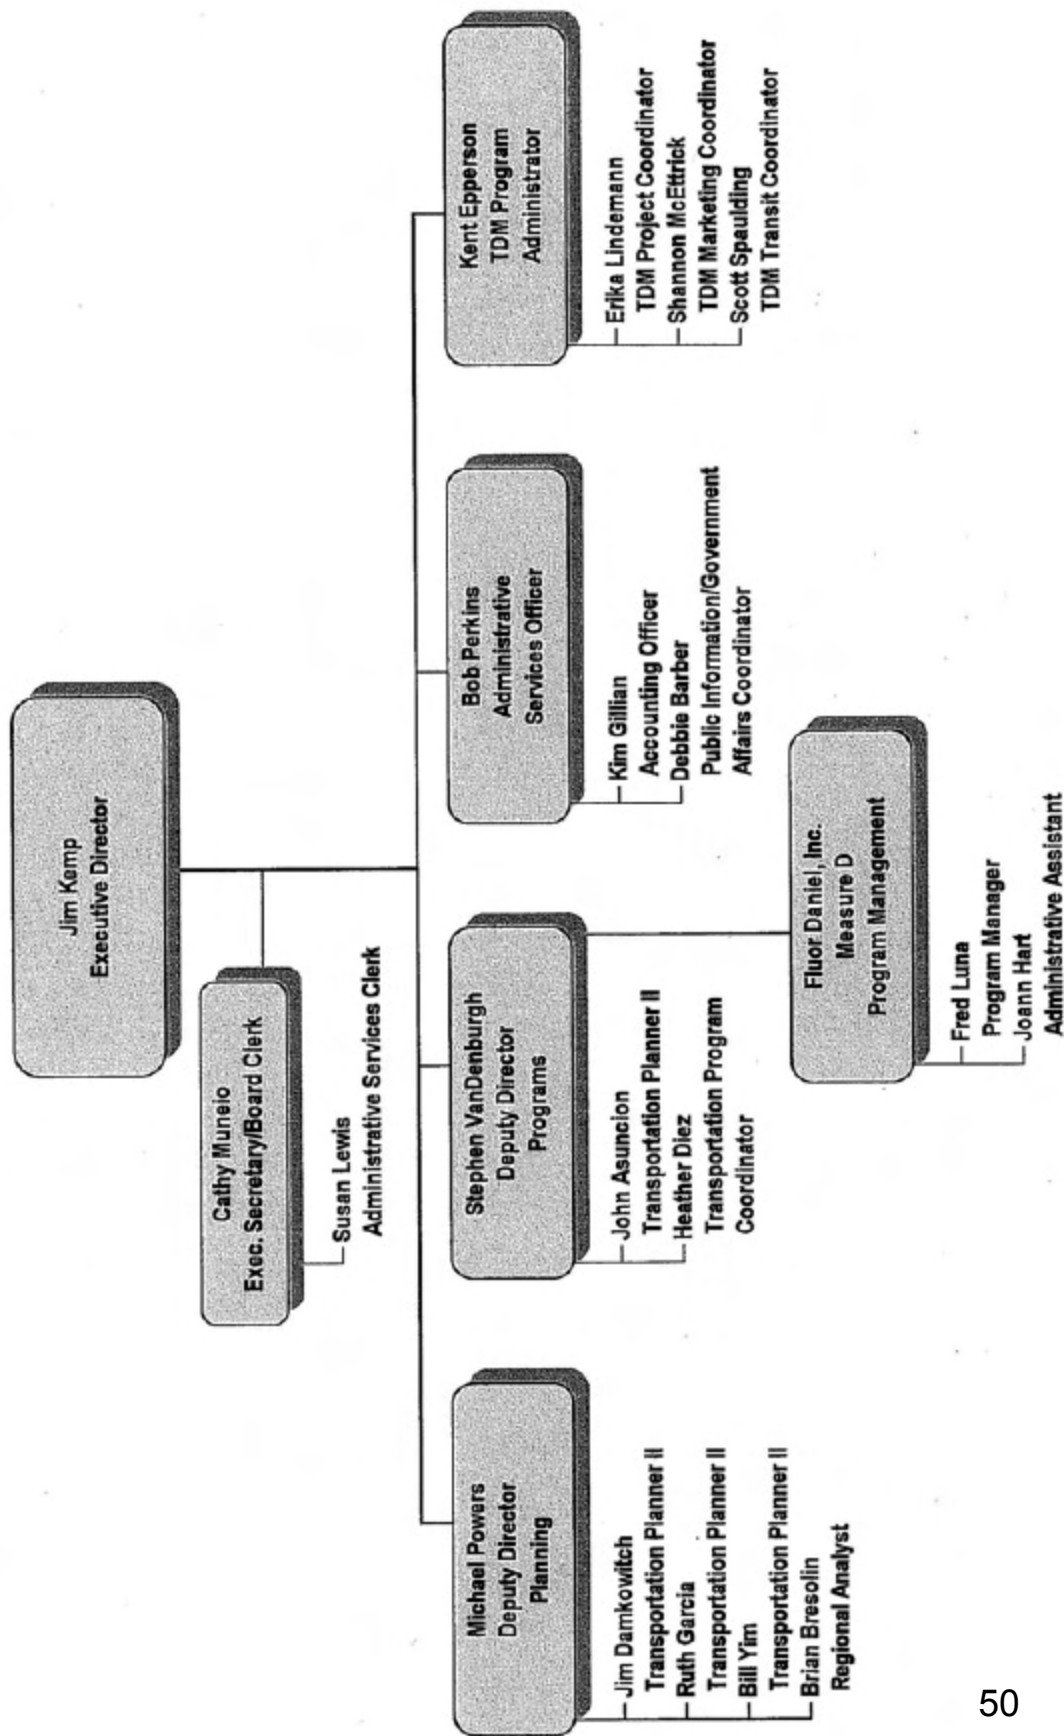 Jim Kemp
Executive Director
Cathy Muneio
Exec. Secretary/Board Clerk
Susan Lewis
Administrative Services Clerk
Michael Powers
Deputy Director
Planning
Jim Damkowitch
Transportation Planner II
Ruth Garcia
Transportation Planner II
Bill Yim
Transportation Planner II
Brian Bresolin
Regional Analyst
Stephen VanDenburgh
Deputy Director
Programs
John Asuncion
Transportation Planner II
Heather Diez
Transportation Program
Coordinator
Fluor Daniel, Inc.
Measure D
Program Management
Fred Luna
Program Manager
Joann Hart
Administrative Assistant
Bob Perkins
Administrative
Services Officer
Kim Gillian
Accounting Officer
Debbie Barber
Public Information/Government
Affairs Coordinator
Kent Epperson
TDM Program
Administrator
Erika Lindemann
TDM Project Coordinator
Shannon McEttrick
TDM Marketing Coordinator
Scott Spaulding
TDM Transit Coordinator
50